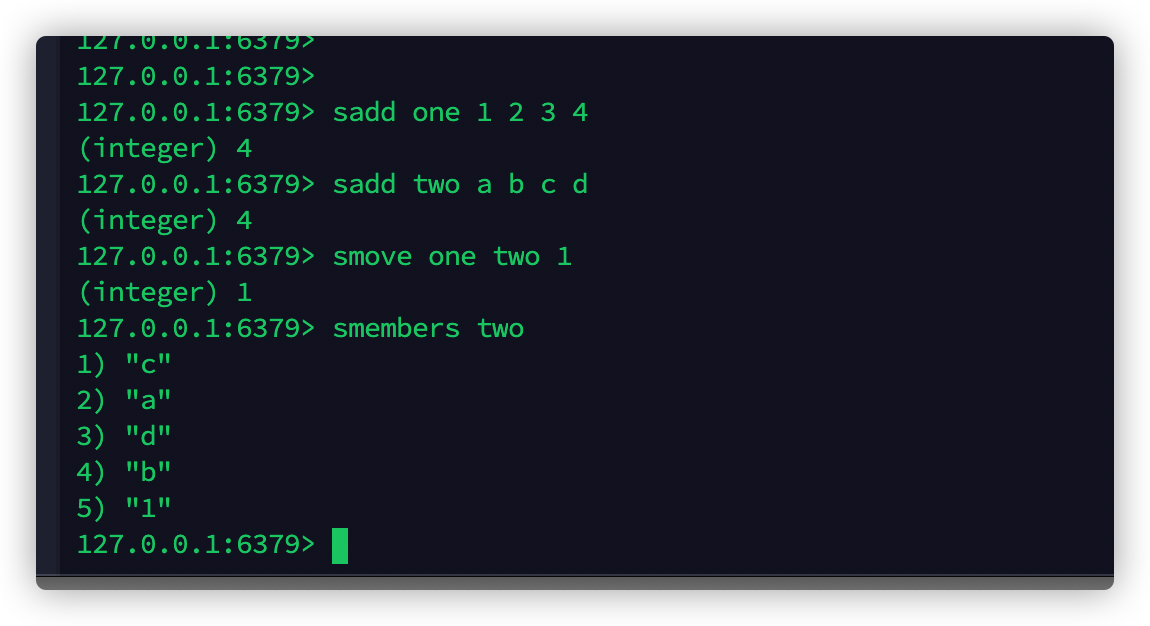 127.0.0.1:6379>
127.0.0.1:6379>
127.0.0.1:6379> sadd one 1 2 3 4
(integer) 4
127.0.0.1:6379> sadd two a b c d
(integer) 4
127.0.0.1:6379> smove one two 1
(integer) 1
127.0.0.1:6379> smembers two
1) "c"
2) "a"
3) "d"
4) "b"
5) "1"
127.0.0.1:6379>